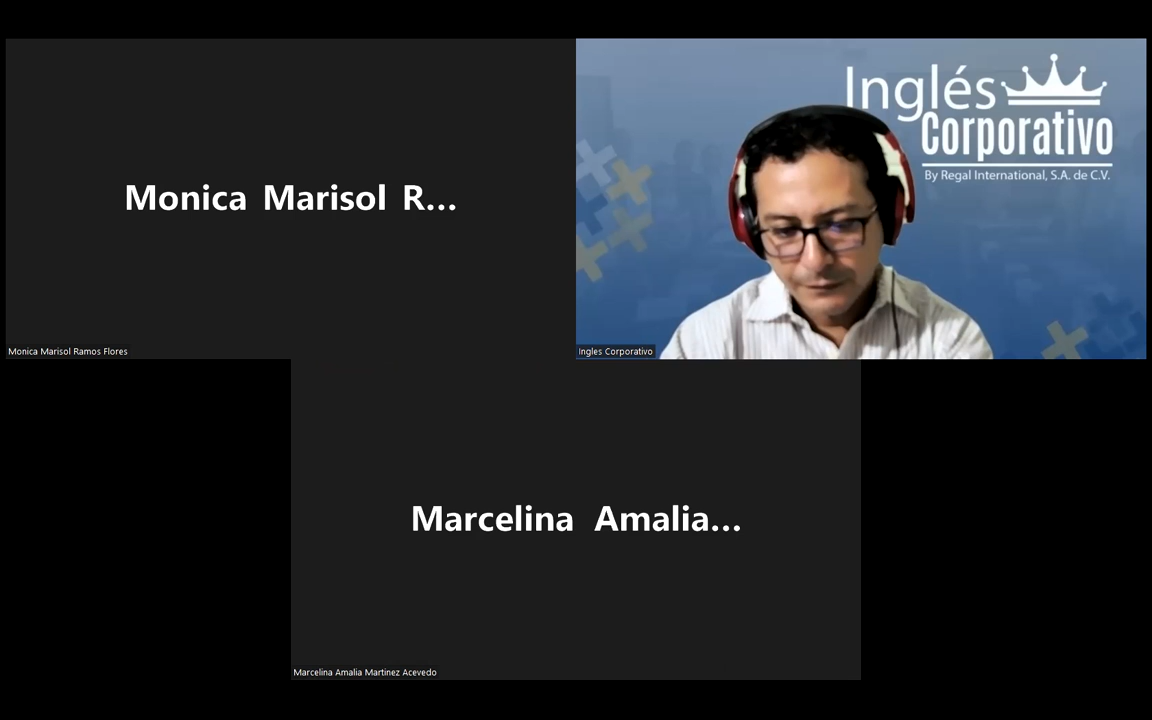 Monica Marisol R...
Monica Marisol Ramos Flores
Inglés
Corporativo
By Regal International, S.A. de C.V.
Ingles Corporativo
Marcelina Amalia...
Marcelina Amalia Martinez Acevedo